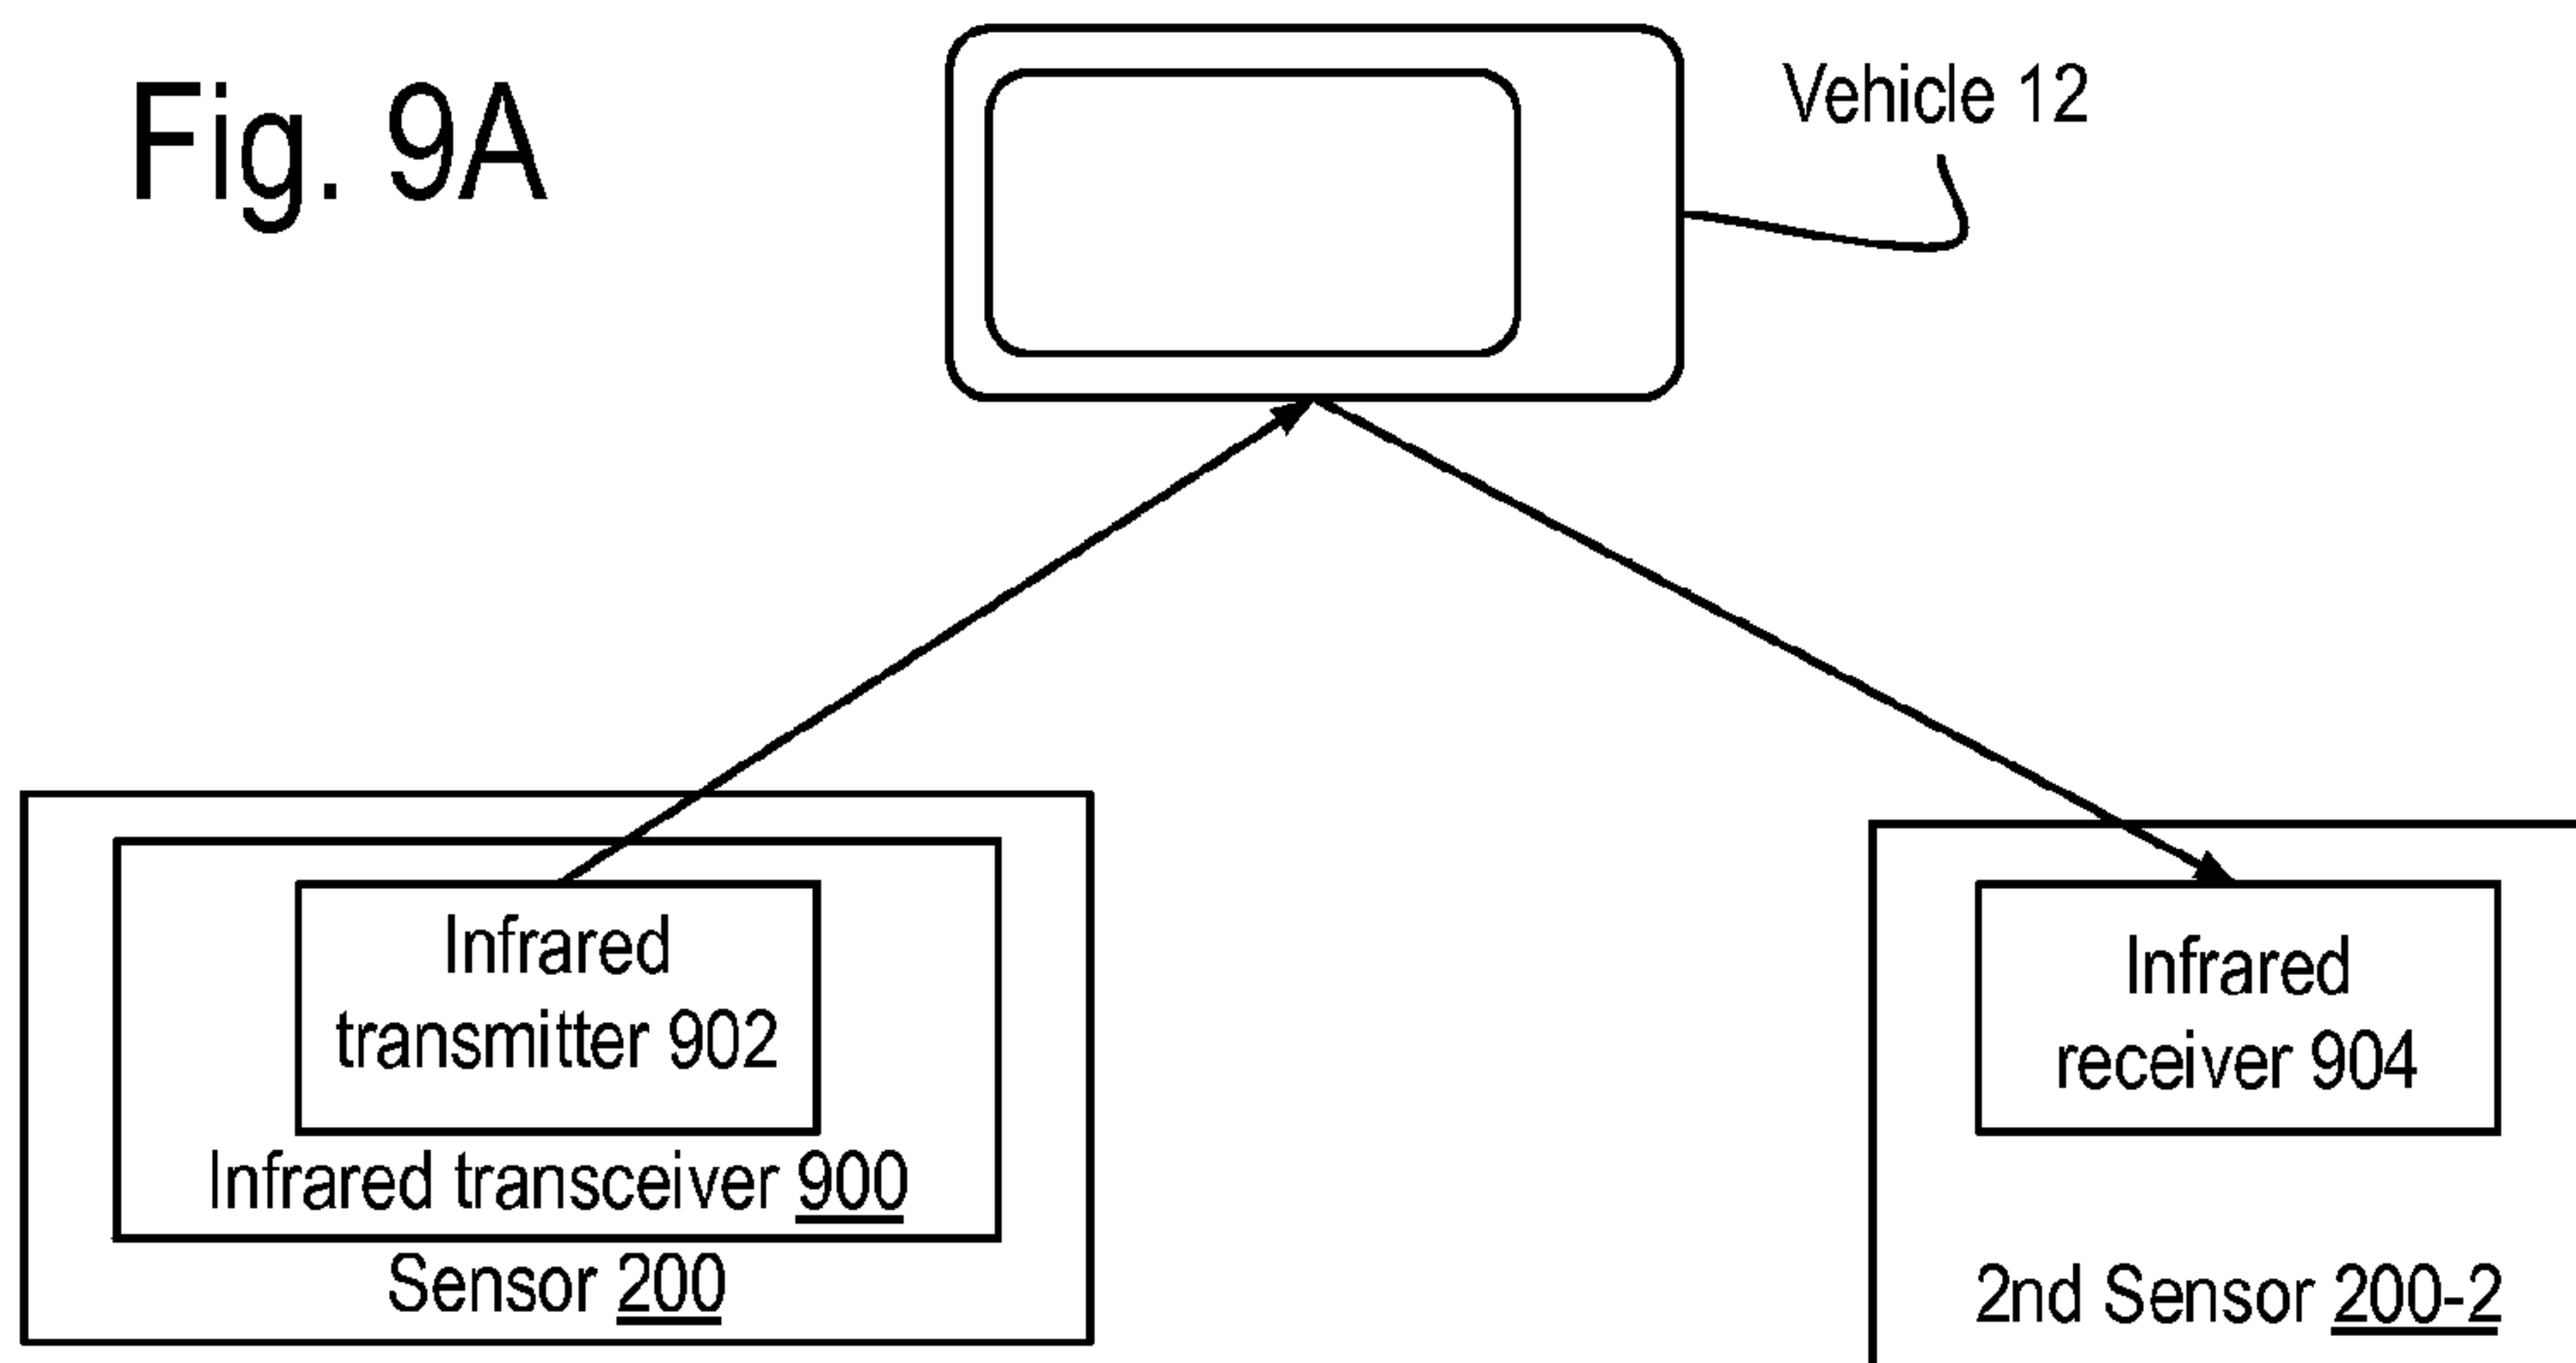 Fig. 9A
Vehicle 12
Infrared
transmitter 902
Infrared transceiver 900
Sensor 200
Infrared
receiver 904
2nd Sensor 200-2